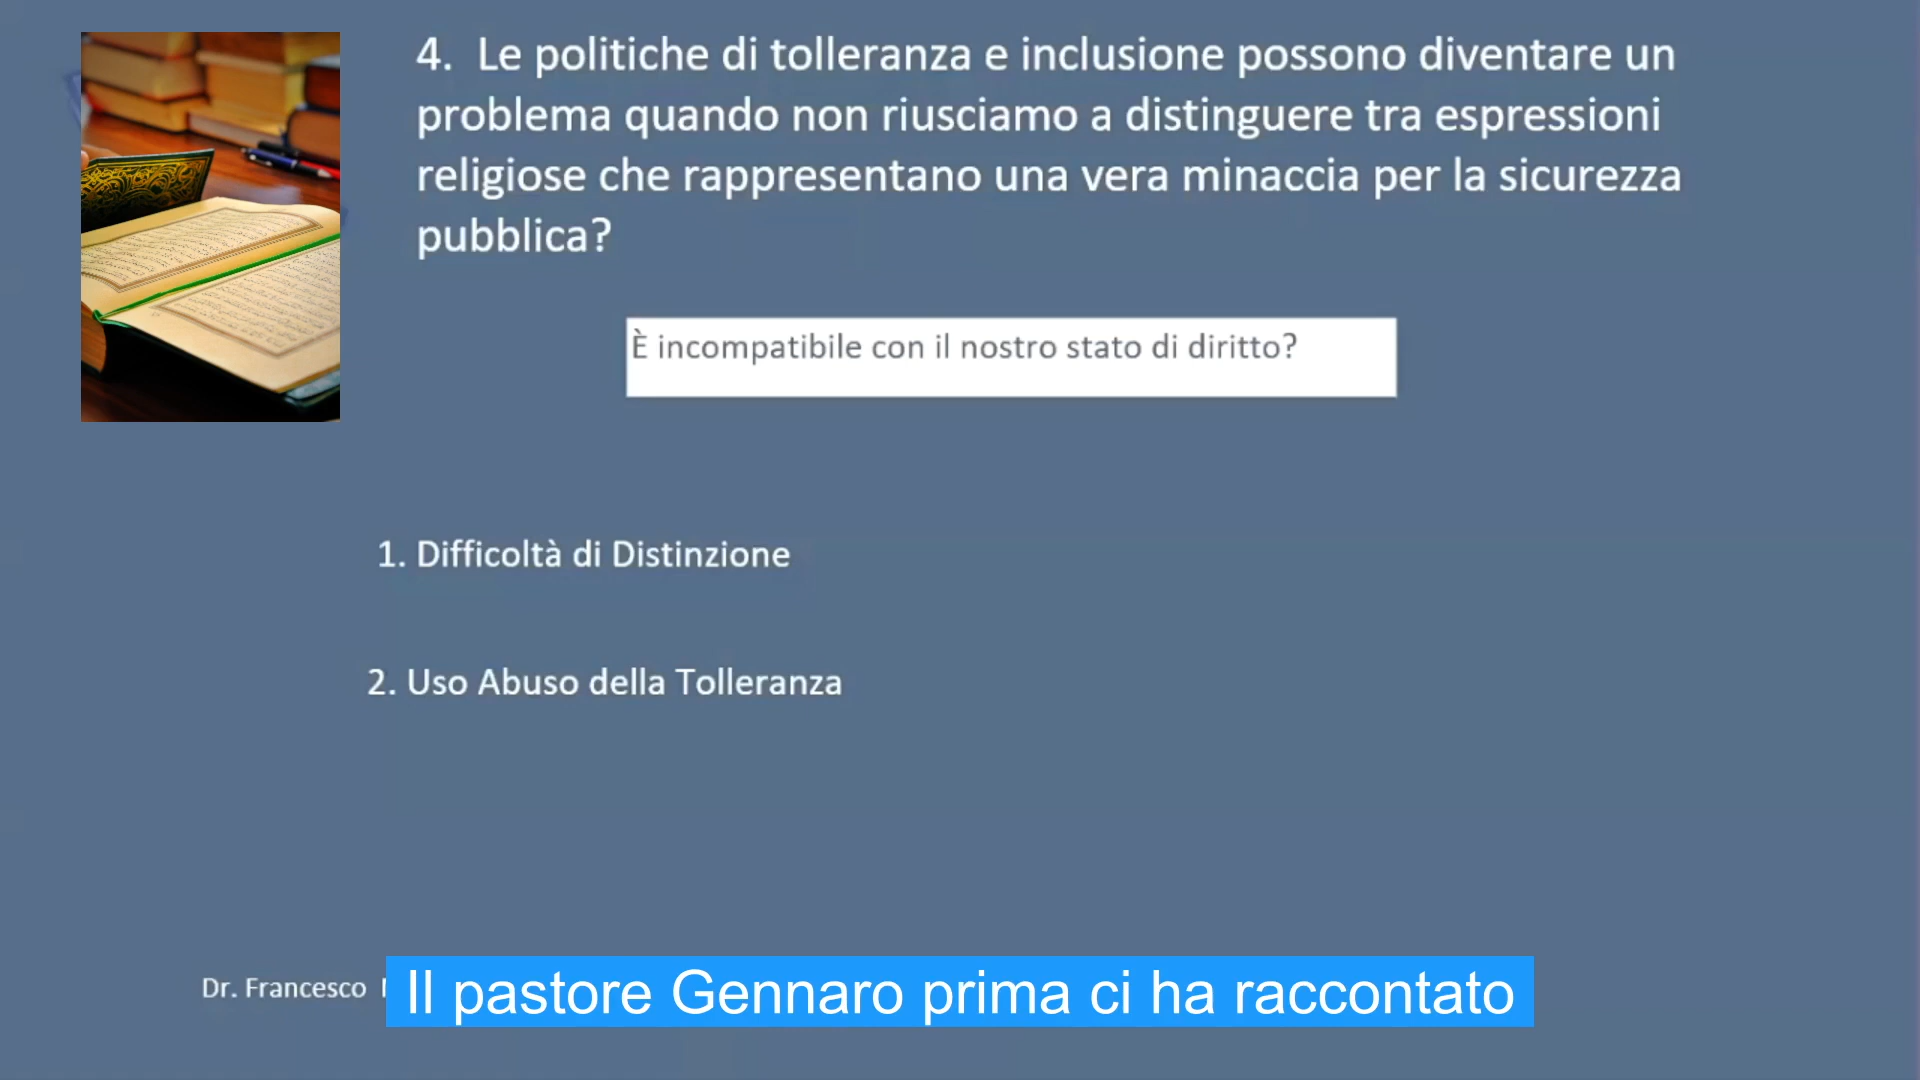 4. Le politiche di tolleranza e inclusione possono diventare un
problema quando non riusciamo a distinguere tra espressioni
religiose che rappresentano una vera minaccia per la sicurezza
pubblica?
È incompatibile con il nostro stato di diritto?
1. Difficoltà di Distinzione
2. Uso Abuso della Tolleranza
Dr. Francesco
Il pastore Gennaro prima ci ha raccontato